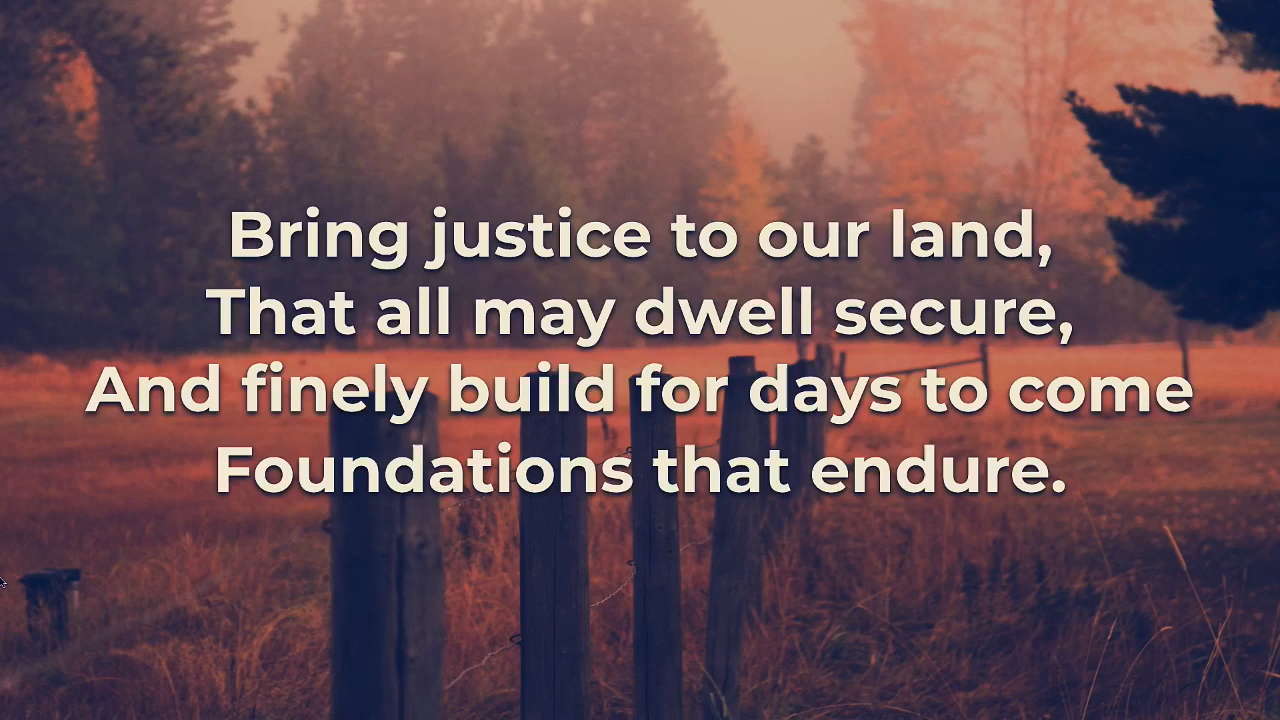 Bring justice to our land,
That all may dwell secure,
And finely build for days to come
Foundations that endure.